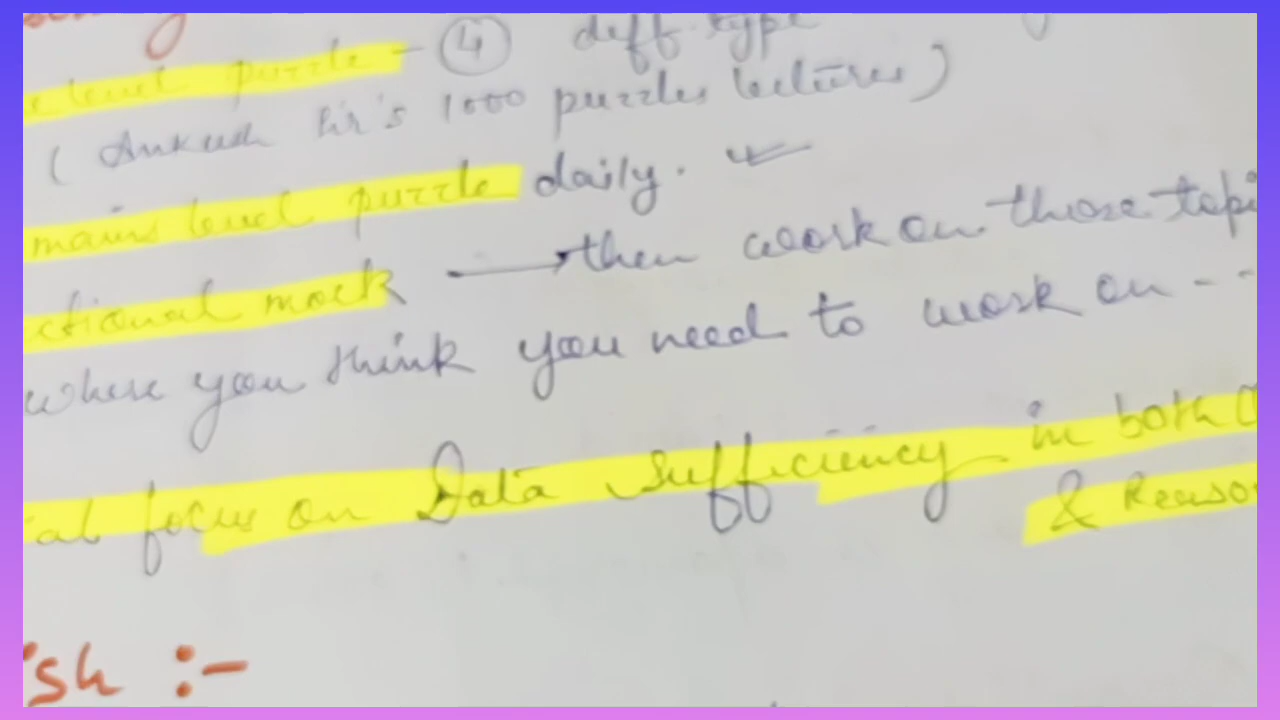 level puzzle - 4 diff type
( Ankush Sir's 1000 puzzles lectures )
mains level puzzle daily.
ctional mock → then work on those topi
where you think you need to work on - -
al focus on Data Sufficiency in both
& Reaso
sh :-